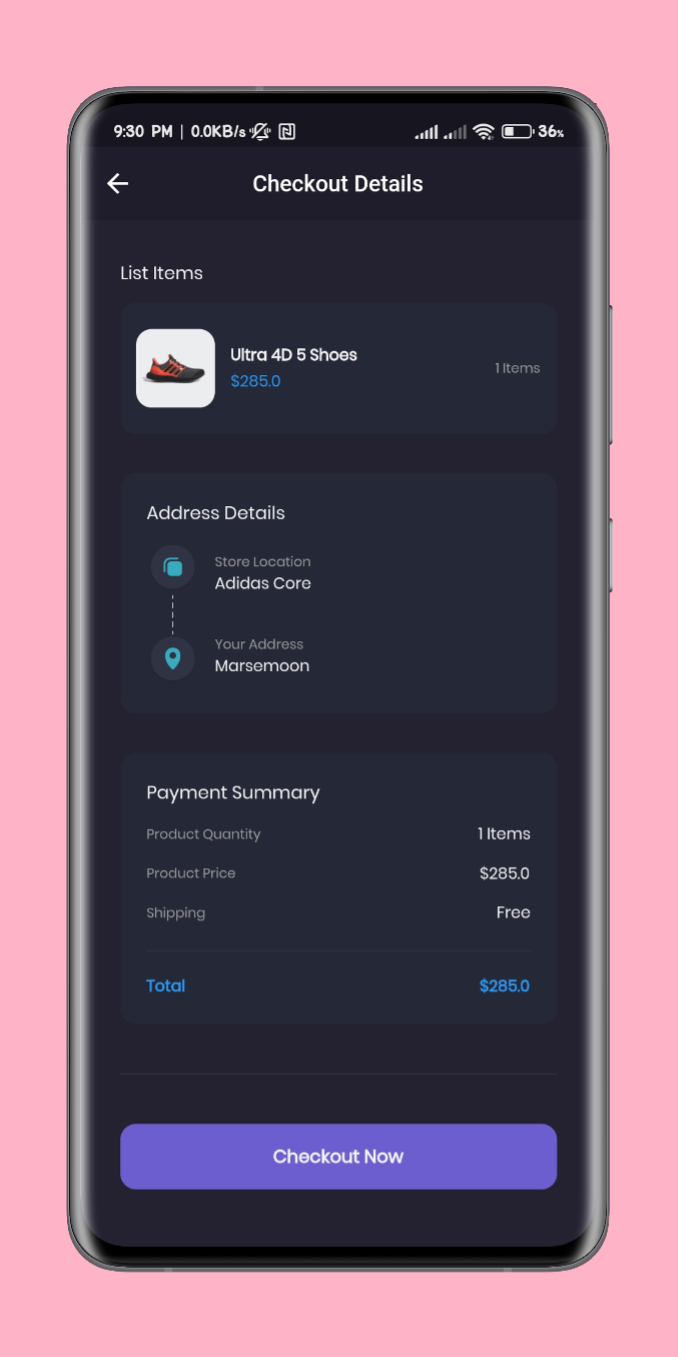 9:30 PM | 0.0KB/s 36%
Checkout Details
List Items
Ultra 4D 5 Shoes
$285.0
1 Items
Address Details
Store Location
Adidas Core
Your Address
Marsemoon
Payment Summary
Product Quantity 1 Items
Product Price $285.0
Shipping Free
Total $285.0
Checkout Now